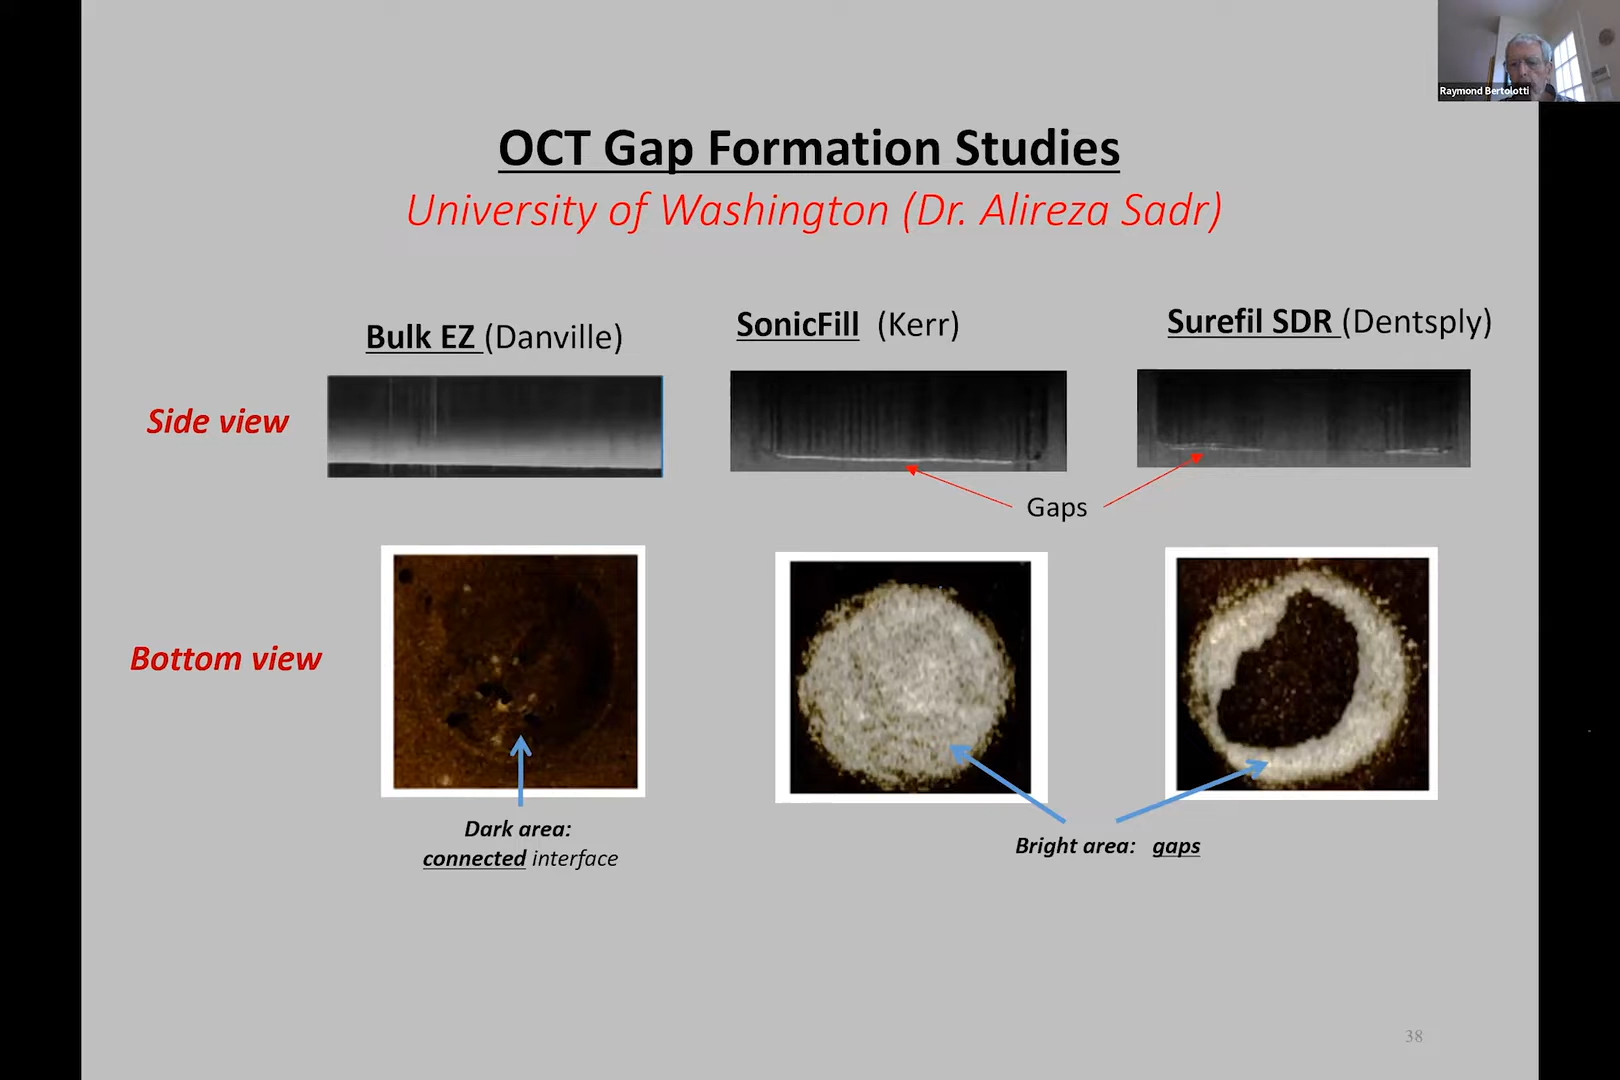 Raymond Bertolotti
OCT Gap Formation Studies
University of Washington (Dr. Alireza Sadr)
Bulk EZ (Danville)
SonicFill (Kerr)
Surefil SDR (Dentsply)
Side view
Gaps
Bottom view
Dark area:
connected interface
Bright area: gaps
38